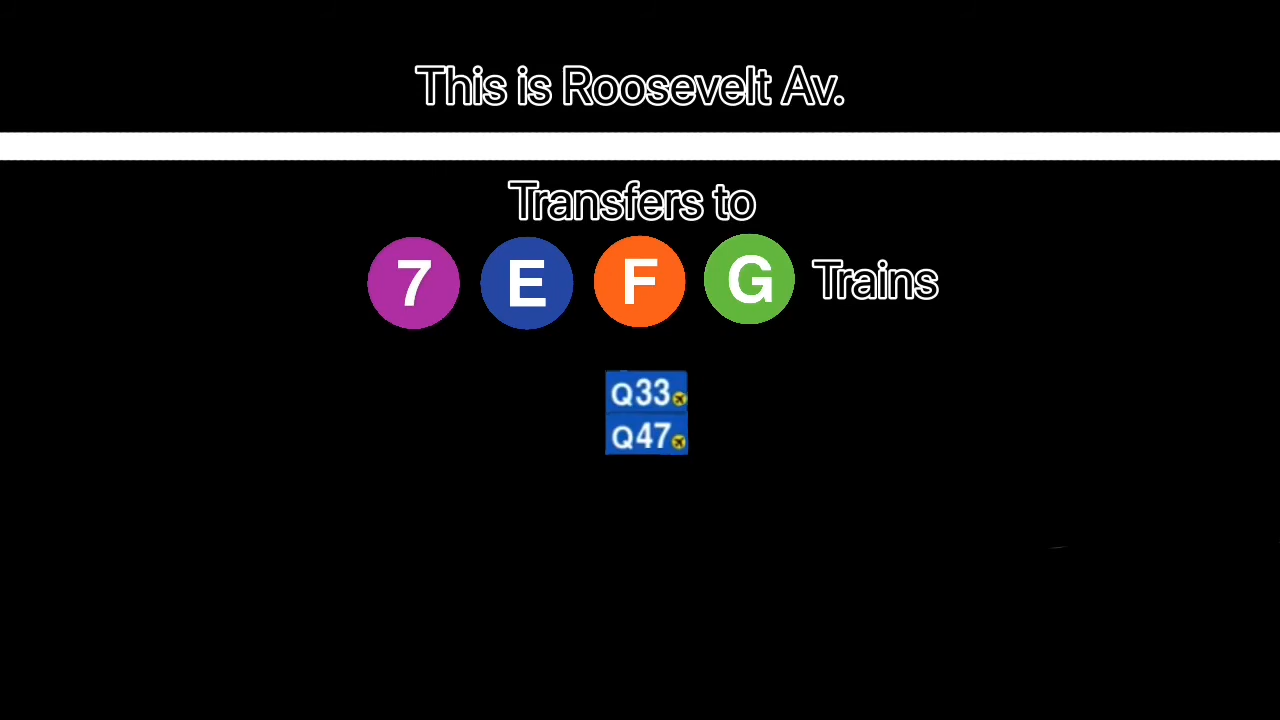 This is Roosevelt Av.
Transfers to
7 E F G Trains
Q33
Q47